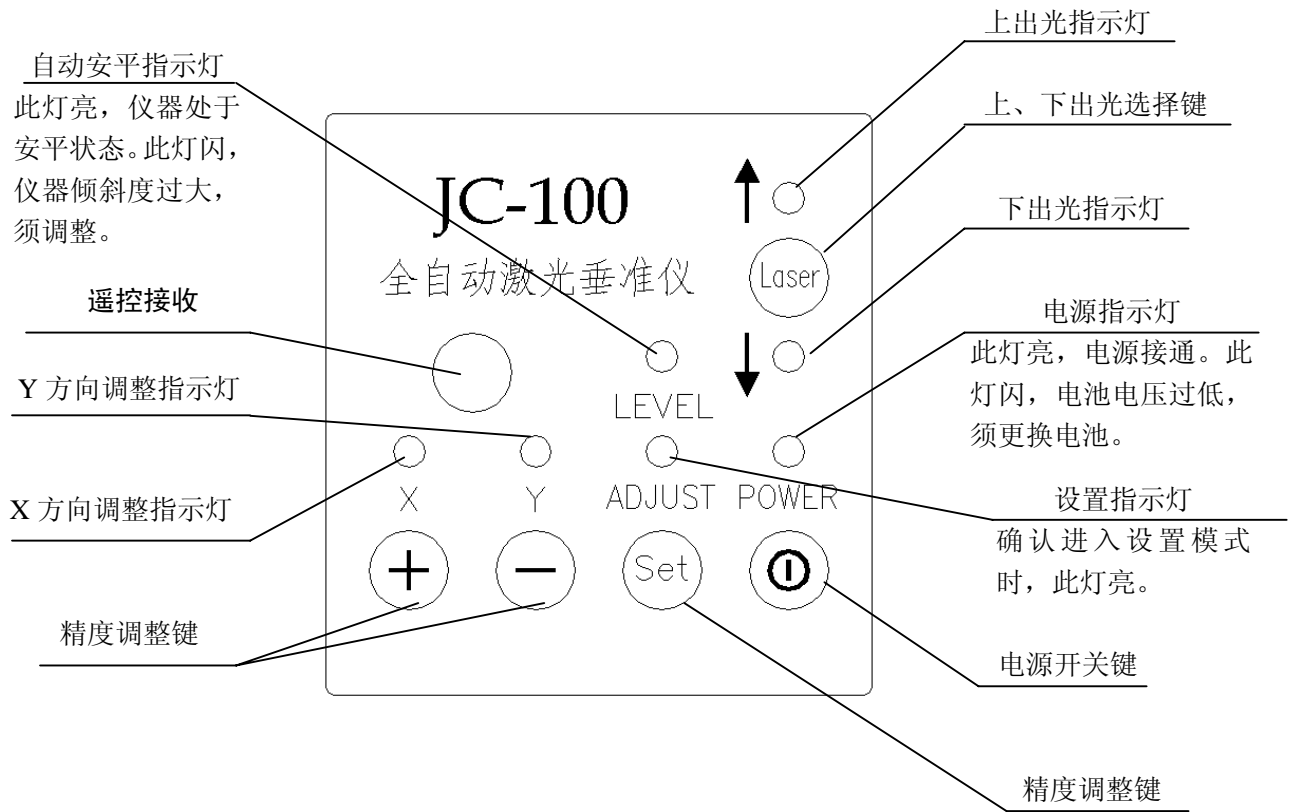 上出光指示灯
自动安平指示灯
此灯亮，仪器处于
安平状态。此灯闪，
仪器倾斜度过大，
须调整。
上、下出光选择键
JC-100
下出光指示灯
全自动激光垂准仪
Laser
遥控接收
电源指示灯
此灯亮，电源接通。此
灯闪，电池电压过低，
须更换电池。
Y 方向调整指示灯
LEVEL
X 方向调整指示灯
X
Y
ADJUST
POWER
设置指示灯
确认进入设置模式
时，此灯亮。
+
−
Set
精度调整键
电源开关键
精度调整键